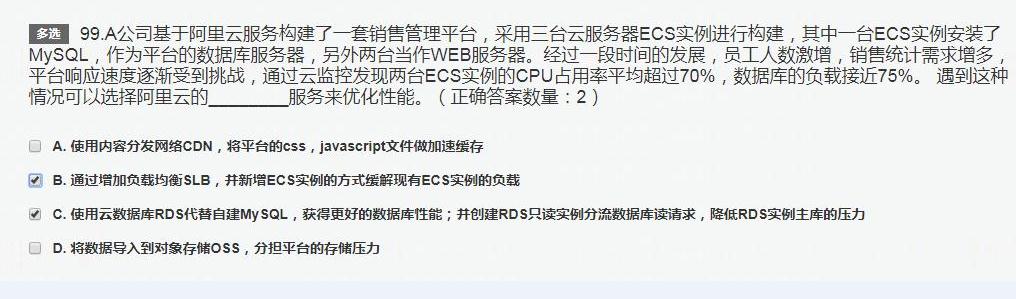 多选 99.A公司基于阿里云服务构建了一套销售管理平台，采用三台云服务器ECS实例进行构建，其中一台ECS实例安装了
MySQL，作为平台的数据库服务器，另外两台当作WEB服务器。经过一段时间的发展，员工人数激增，销售统计需求增多，
平台响应速度逐渐受到挑战，通过云监控发现两台ECS实例的CPU占用率平均超过70%，数据库的负载接近75%。 遇到这种
情况可以选择阿里云的________服务来优化性能。（正确答案数量：2）
A. 使用内容分发网络CDN，将平台的css，javascript文件做加速缓存
B. 通过增加负载均衡SLB，并新增ECS实例的方式缓解现有ECS实例的负载
C. 使用云数据库RDS代替自建MySQL，获得更好的数据库性能；并创建RDS只读实例分流数据库读请求，降低RDS实例主库的压力
D. 将数据导入到对象存储OSS，分担平台的存储压力